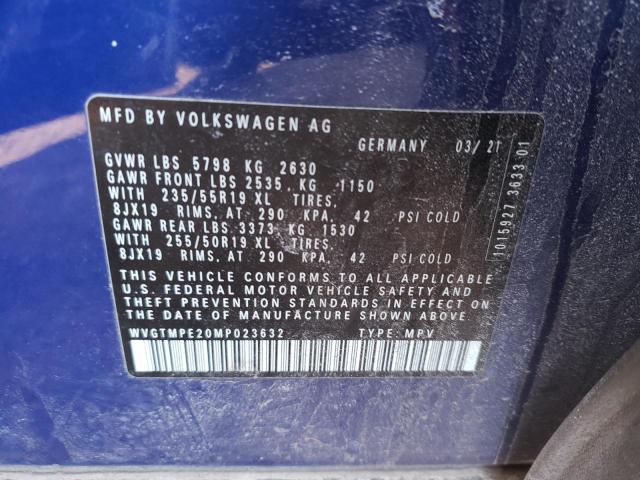 MFD BY VOLKSWAGEN AG
GERMANY 03/21
GVWR LBS 5798 KG 2630
GAWR FRONT LBS 2535, KG 1150
WITH 235/55R19 XL TIRES,
8JX19 RIMS, AT 290 KPA, 42 PSI COLD
GAWR REAR LBS 3373 KG 1530
WITH 255/50R19 XL TIRES,
8JX19 RIMS, AT 290 KPA, 42 PSI COLD
THIS VEHICLE CONFORMS TO ALL APPLICABLE
U.S. FEDERAL MOTOR VEHICLE SAFETY AND
THEFT PREVENTION STANDARDS IN EFFECT ON
THE DATE OF MANUFACTURE SHOWN ABOVE.
WVGTMPE20MP023632 TYPE: MPV
1015927 3633 01